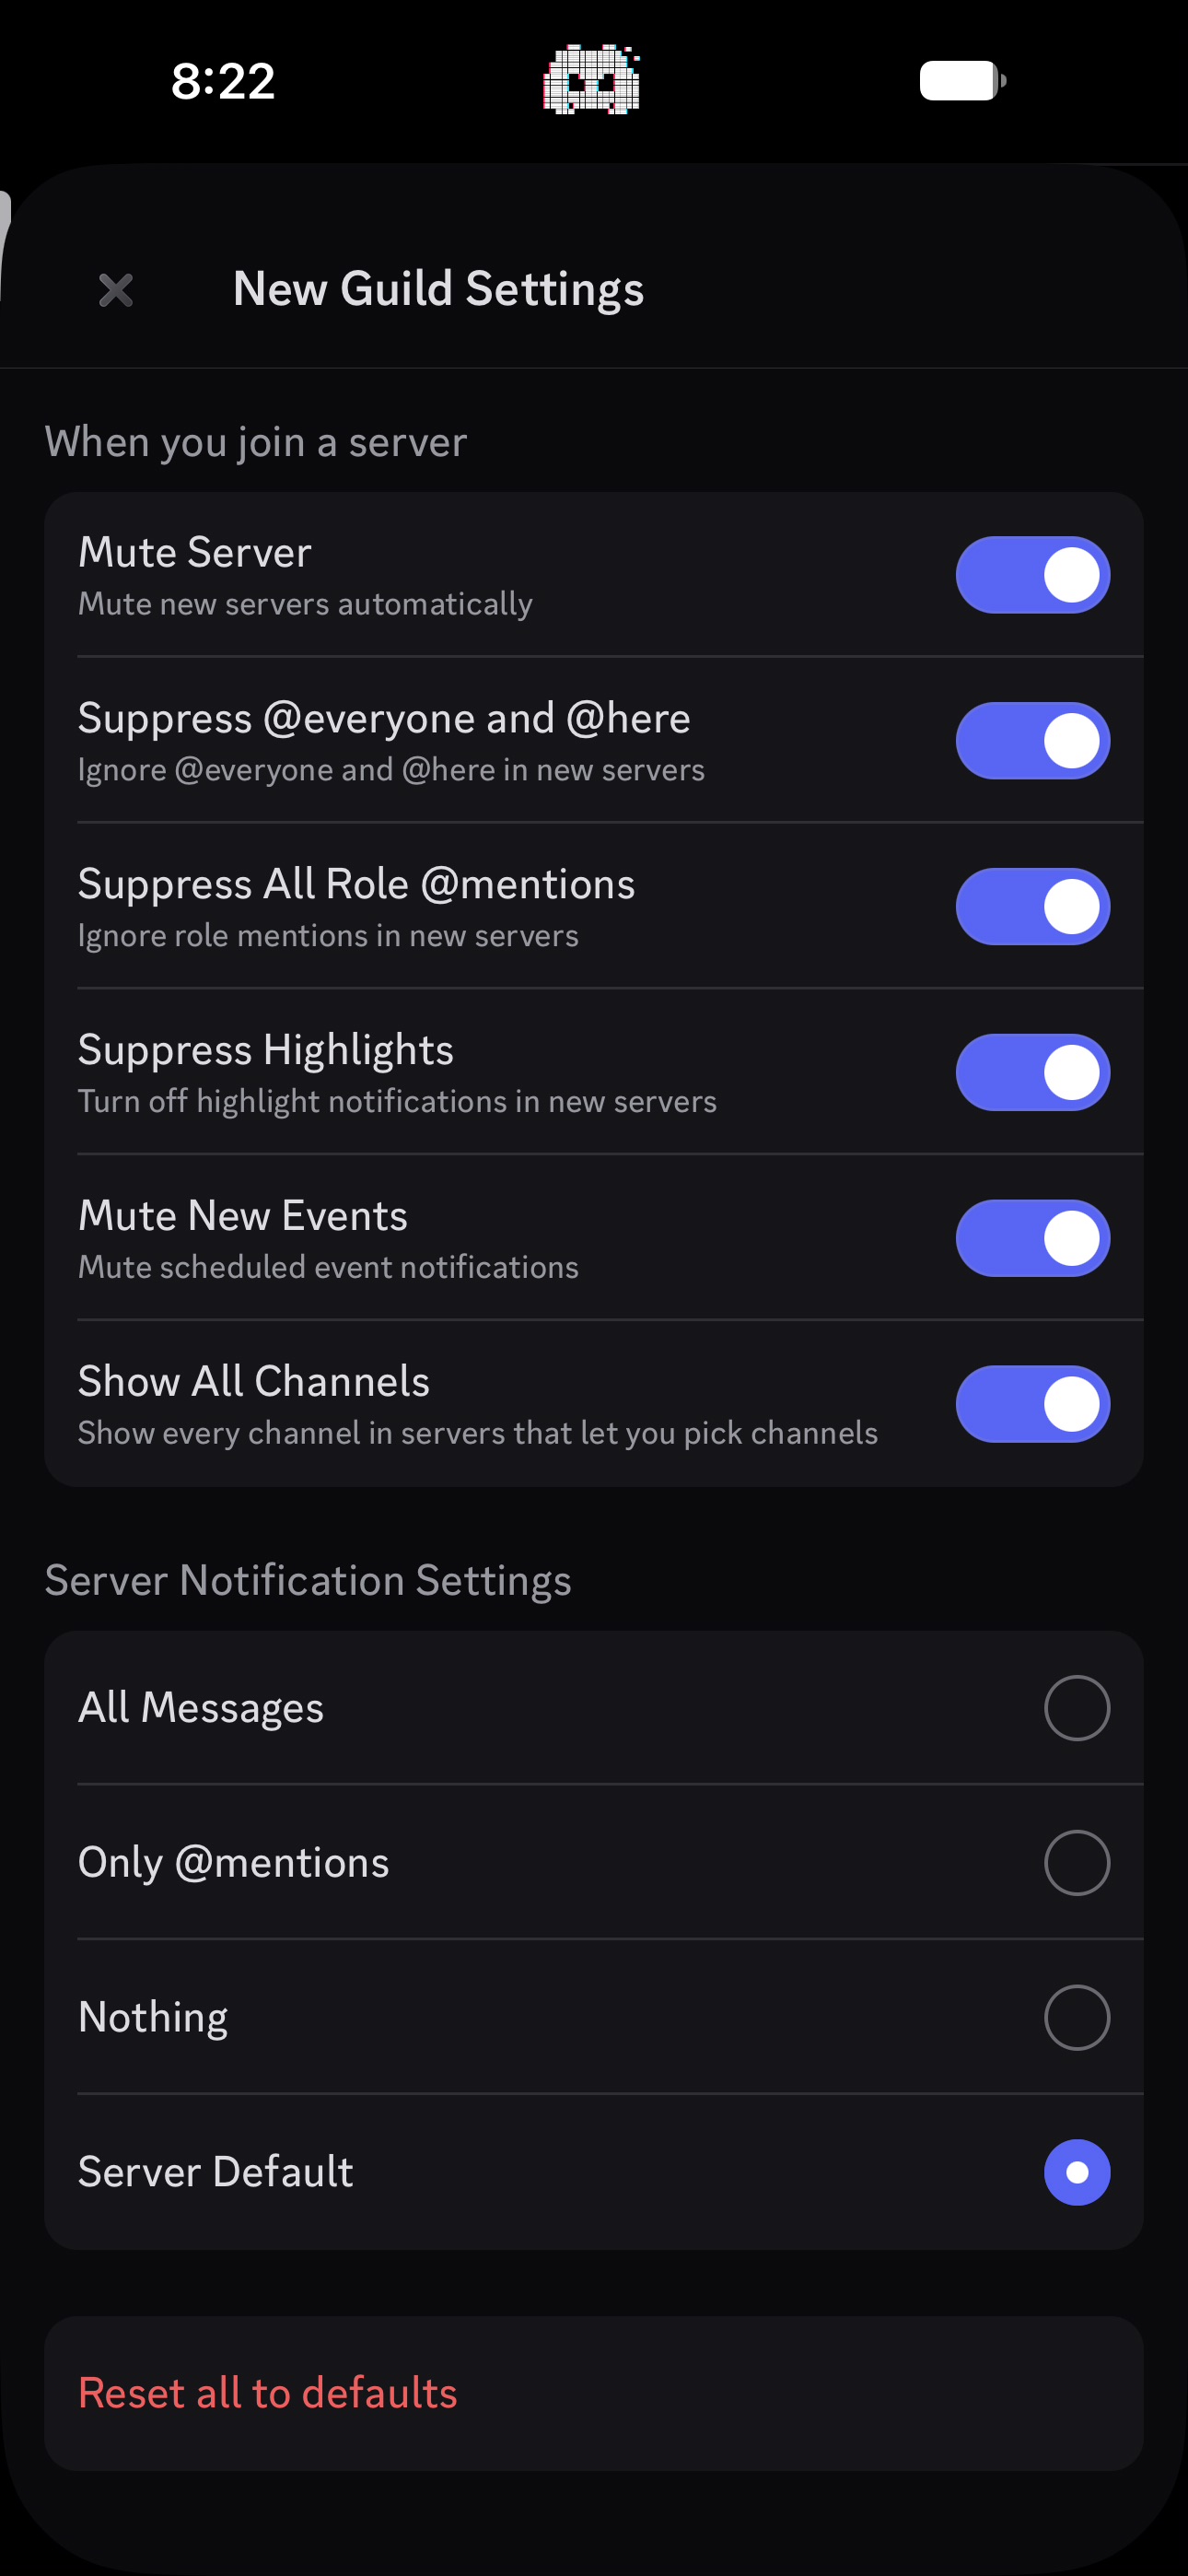 8:22
New Guild Settings
When you join a server
Mute Server
Mute new servers automatically
Suppress @everyone and @here
Ignore @everyone and @here in new servers
Suppress All Role @mentions
Ignore role mentions in new servers
Suppress Highlights
Turn off highlight notifications in new servers
Mute New Events
Mute scheduled event notifications
Show All Channels
Show every channel in servers that let you pick channels
Server Notification Settings
All Messages
Only @mentions
Nothing
Server Default
Reset all to defaults